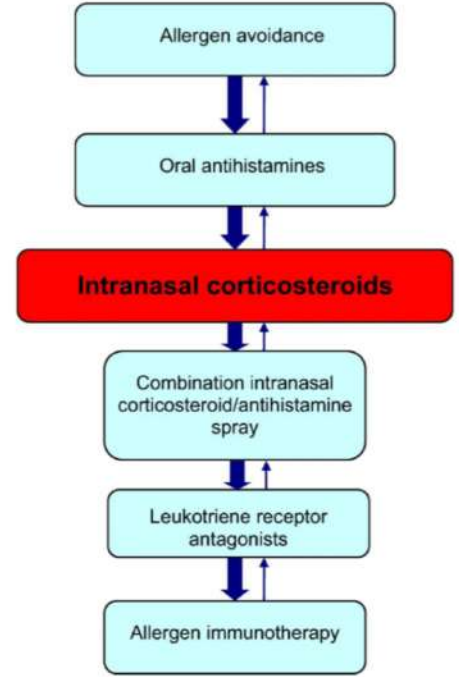 Allergen avoidance
Oral antihistamines
Intranasal corticosteroids
Combination intranasal
corticosteroid/antihistamine
spray
Leukotriene receptor
antagonists
Allergen immunotherapy